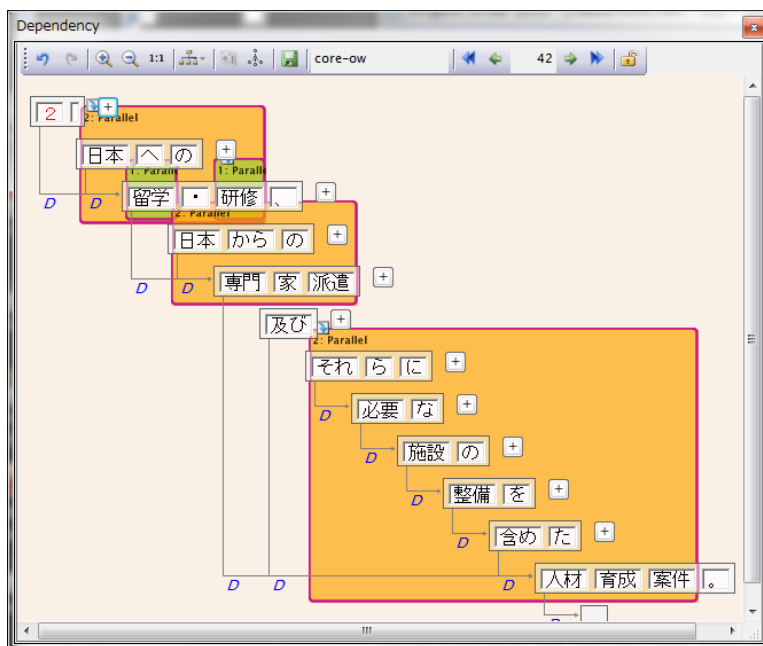 Dependency
1:1 core-ow 42
2
2: Parallel
日本 へ の
1: Paralle 1: Paralle
留学 ・ 研修 、
D D
2: Parallel
日本 から の
専門 家 派遣
D D
及び
2: Parallel
それ ら に
必要 な
D
施設 の
D
整備 を
D
含め た
D
人材 育成 案件 。
D D D
D